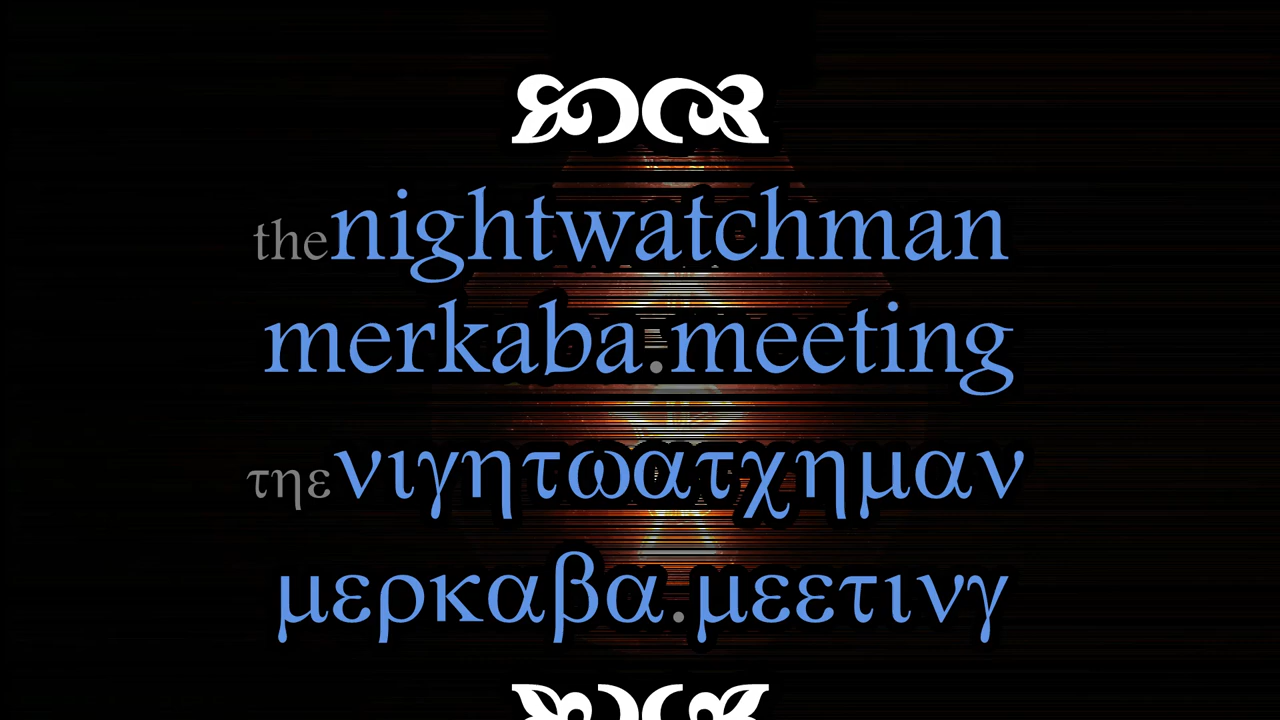 thenightwatchman
merkaba.meeting
τηενιγητωατχημαν
μερκαβα.μεετινγ